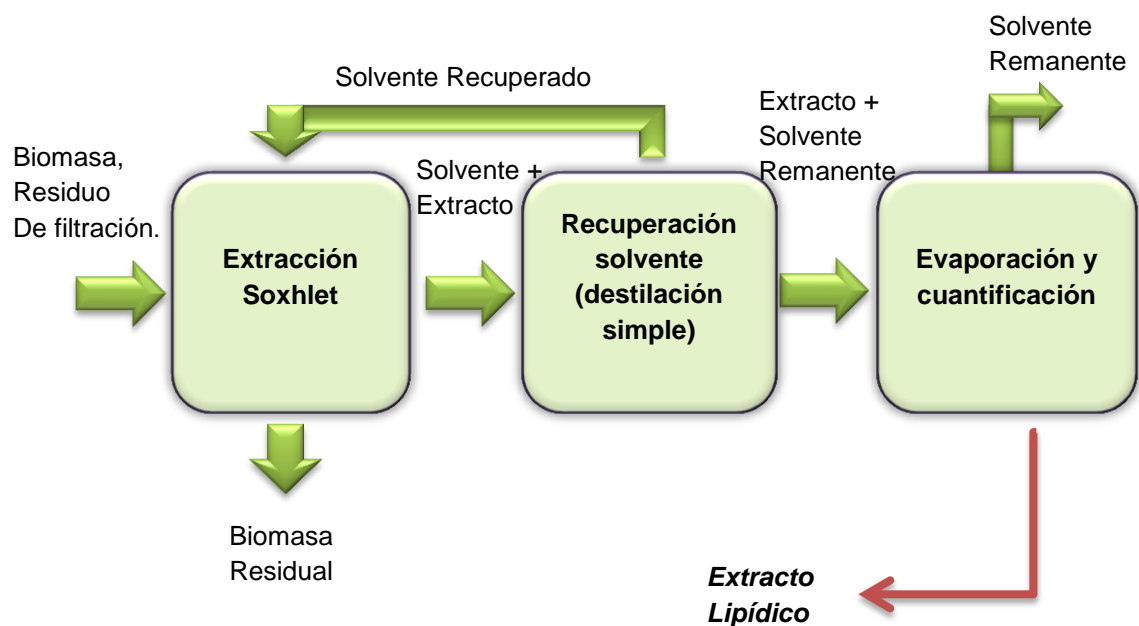 Solvente
Remanente
Solvente Recuperado
Extracto +
Solvente
Remanente
Biomasa,
Residuo
De filtración.
Solvente +
Extracto
Extracción
Soxhlet
Recuperación
solvente
(destilación
simple)
Evaporación y
cuantificación
Biomasa
Residual
Extracto
Lipídico